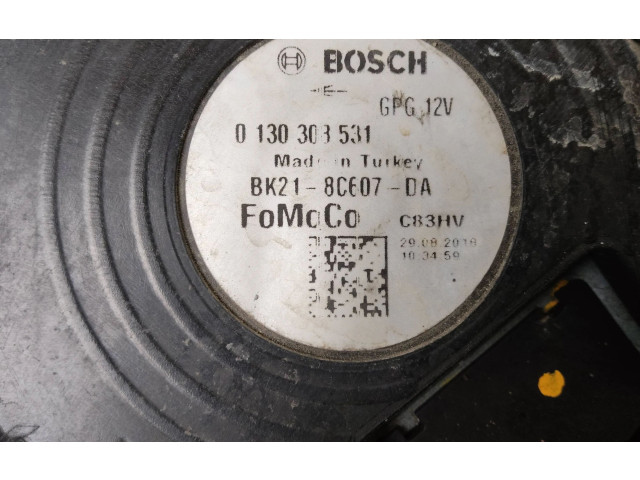 BOSCH
-E-
GPG 12V
0 130 303 531
Made in Turkey
BK21-8C607-DA
FoMoCo C83HV
29.08.2018
10:34:59